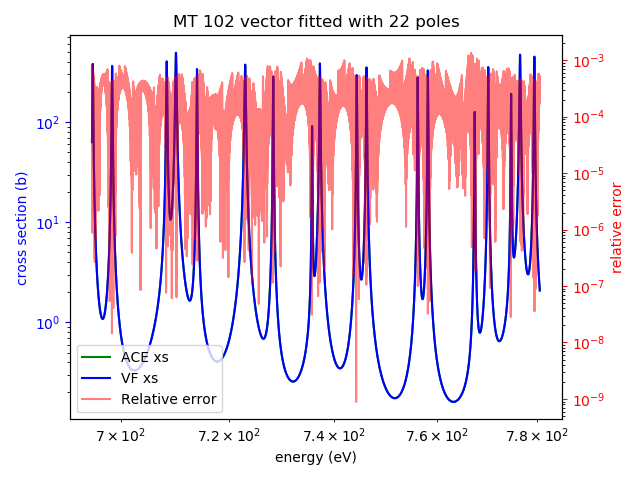 MT 102 vector fitted with 22 poles
cross section (b)
10²
10¹
10⁰
10⁻³
10⁻⁴
10⁻⁵
10⁻⁶
10⁻⁷
10⁻⁸
10⁻⁹
relative error
ACE xs
VF xs
Relative error
7 × 10² 7.2 × 10² 7.4 × 10² 7.6 × 10² 7.8 × 10²
energy (eV)